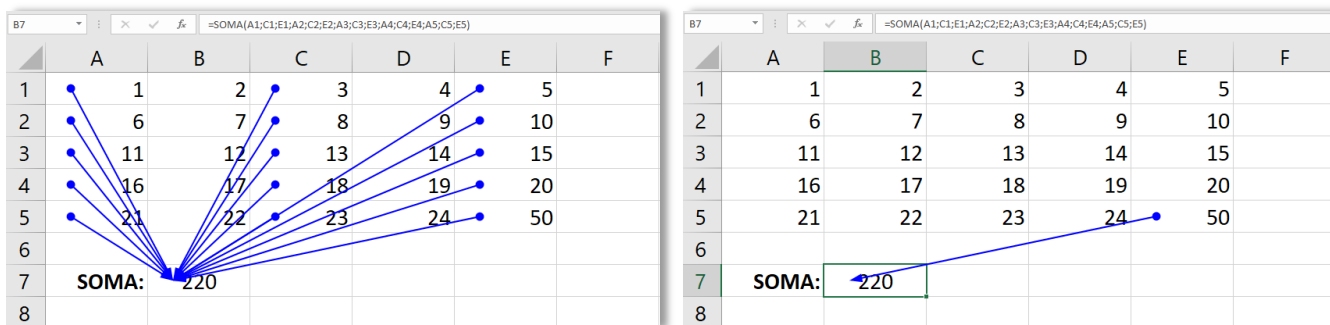 B7 fx =SOMA(A1;C1;E1;A2;C2;E2;A3;C3;E3;A4;C4;E4;A5;C5;E5)
A B C D E F
1 1 2 3 4 5
2 6 7 8 9 10
3 11 12 13 14 15
4 16 17 18 19 20
5 21 22 23 24 50
6
7 SOMA: 220
8
B7 fx =SOMA(A1;C1;E1;A2;C2;E2;A3;C3;E3;A4;C4;E4;A5;C5;E5)
A B C D E F
1 1 2 3 4 5
2 6 7 8 9 10
3 11 12 13 14 15
4 16 17 18 19 20
5 21 22 23 24 50
6
7 SOMA: 220
8